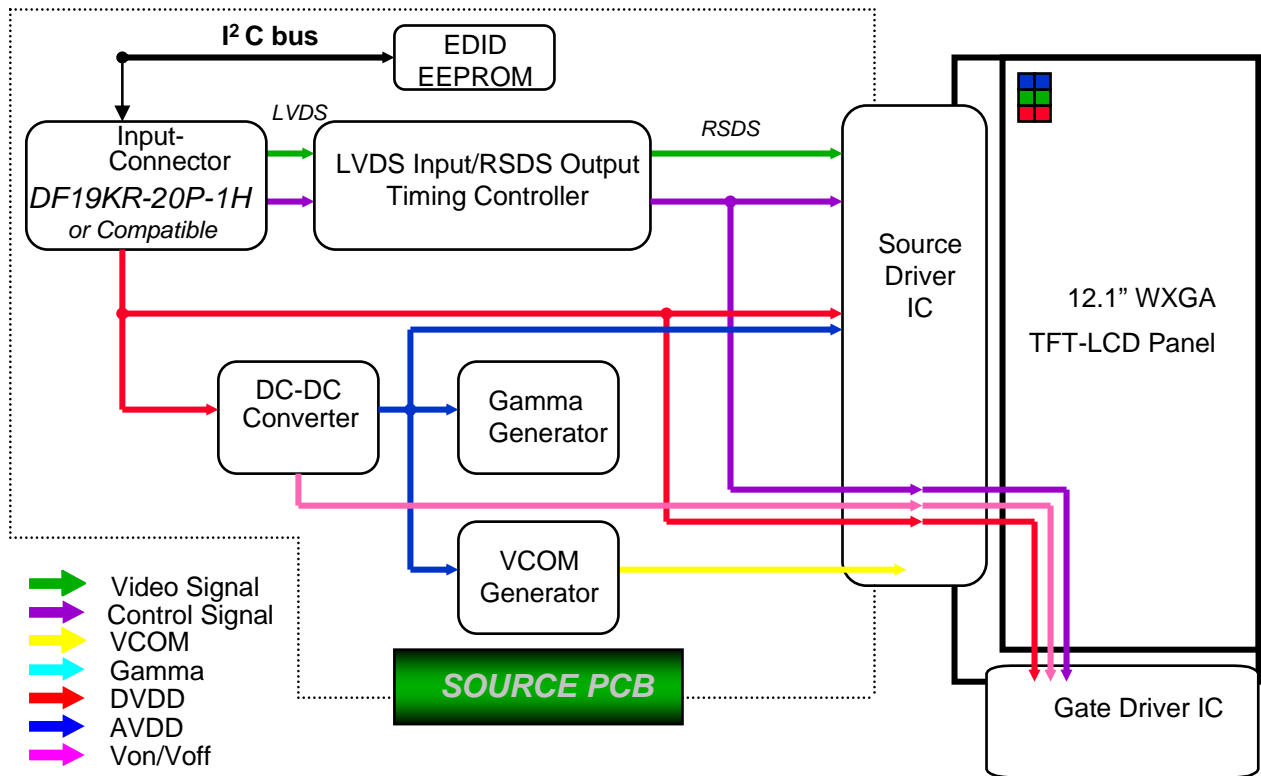 I² C bus
EDID
EEPROM
LVDS
RSDS
Input-
Connector
DF19KR-20P-1H
or Compatible
LVDS Input/RSDS Output
Timing Controller
Source
Driver
IC
12.1” WXGA
TFT-LCD Panel
DC-DC
Converter
Gamma
Generator
VCOM
Generator
Video Signal
Control Signal
VCOM
Gamma
DVDD
AVDD
Von/Voff
SOURCE PCB
Gate Driver IC